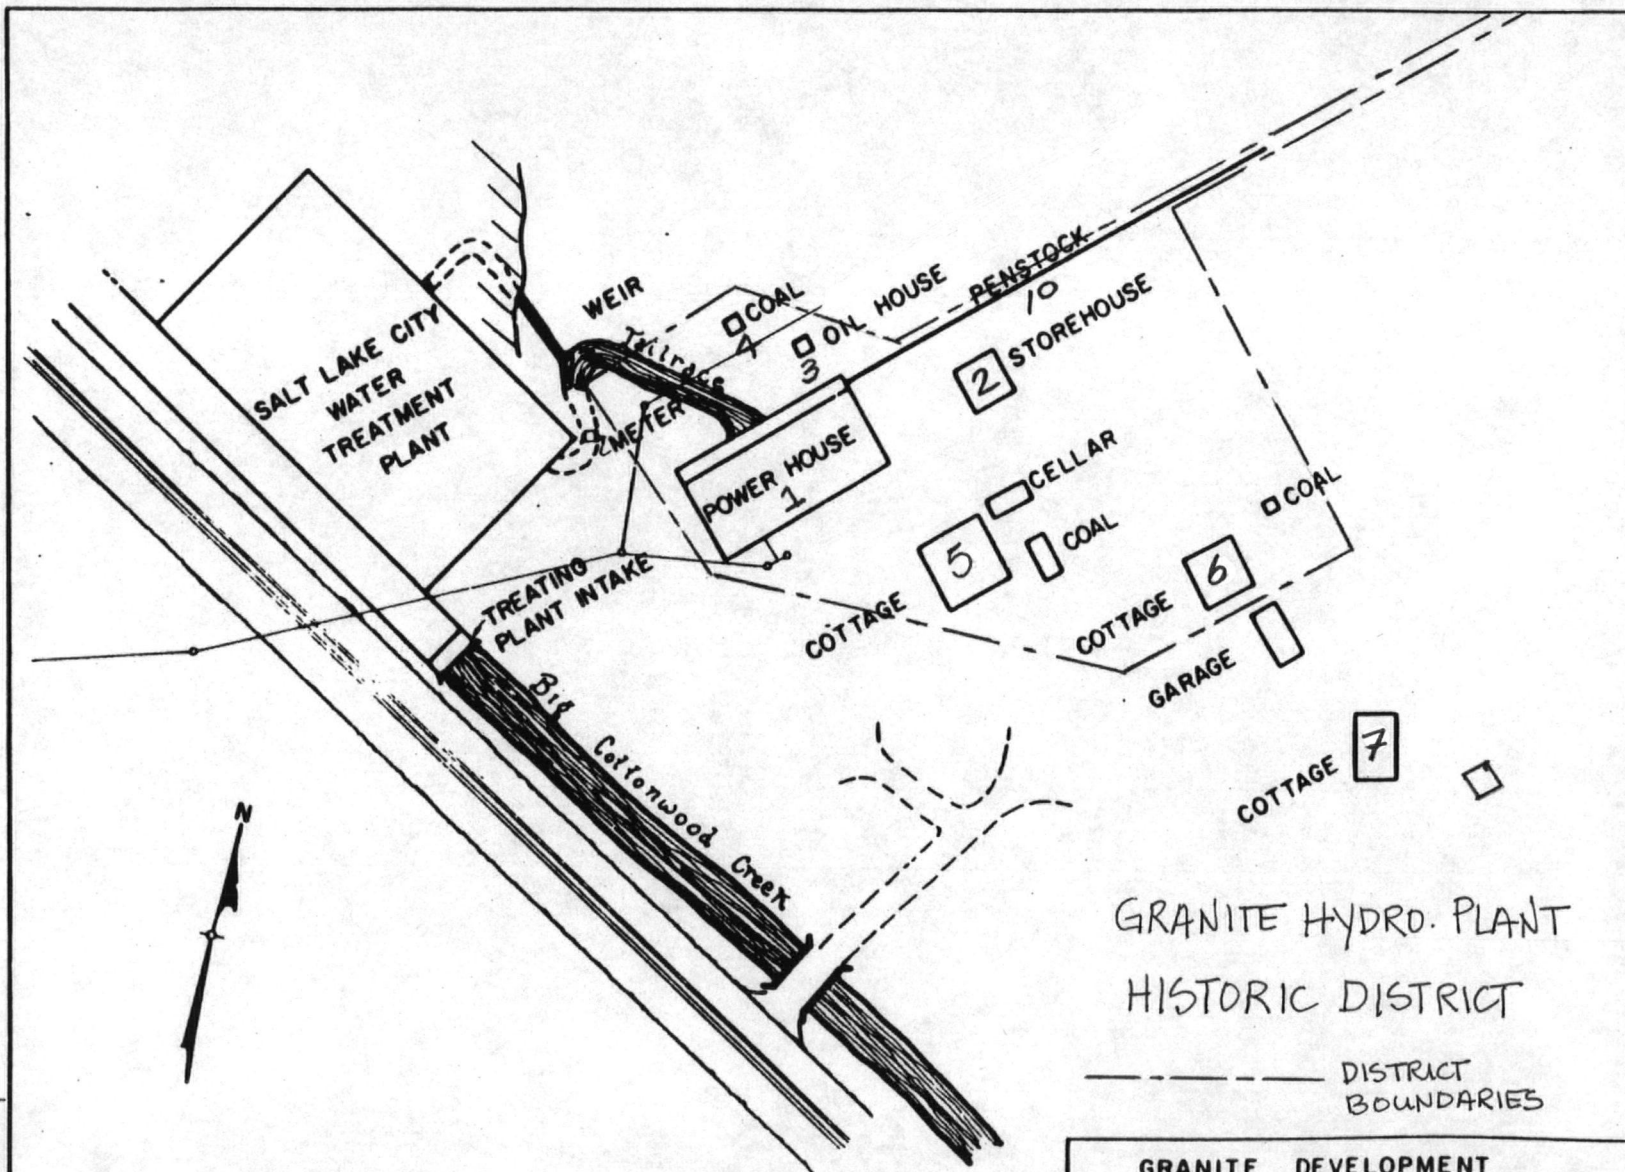 WEIR
COAL
4
OIL HOUSE
3
PENSTOCK
10
STOREHOUSE
2
Tailrace
SALT LAKE CITY
WATER
TREATMENT
PLANT
METER
POWER HOUSE
1
CELLAR
COAL
5
COTTAGE
COAL
6
COTTAGE
GARAGE
7
COTTAGE
TREATING
PLANT INTAKE
Big Cottonwood Creek
N
GRANITE HYDRO. PLANT
HISTORIC DISTRICT
DISTRICT
BOUNDARIES
GRANITE DEVELOPMENT